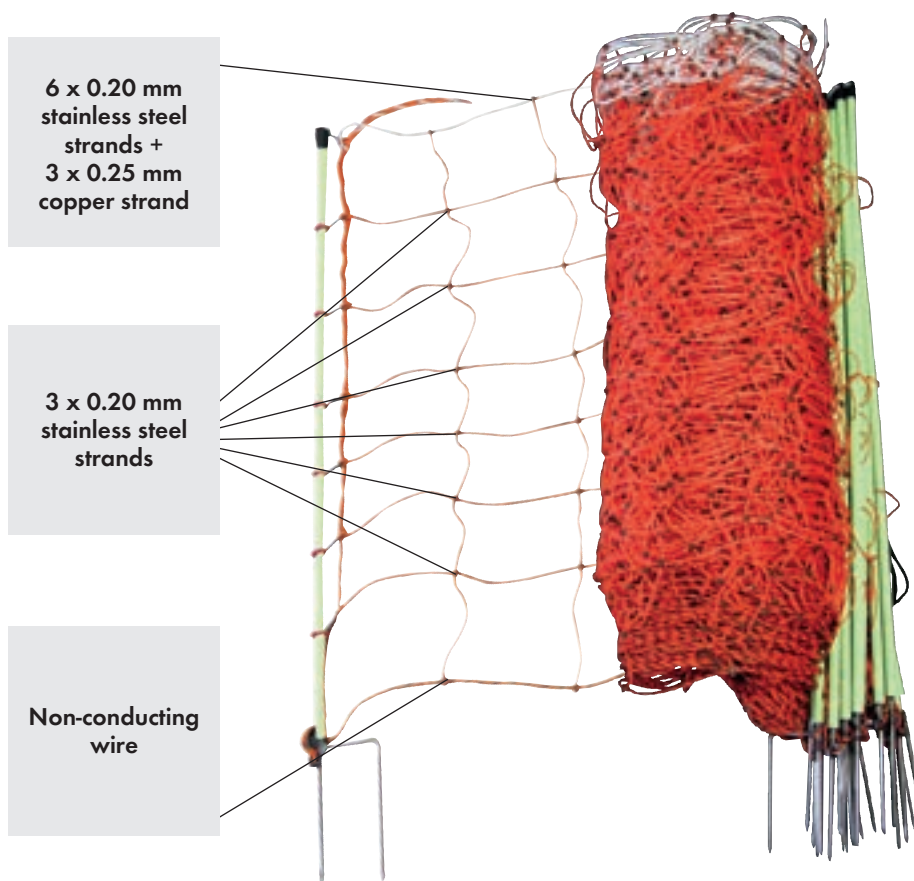 6 x 0.20 mm
stainless steel
strands +
3 x 0.25 mm
copper strand
3 x 0.20 mm
stainless steel
strands
Non-conducting
wire